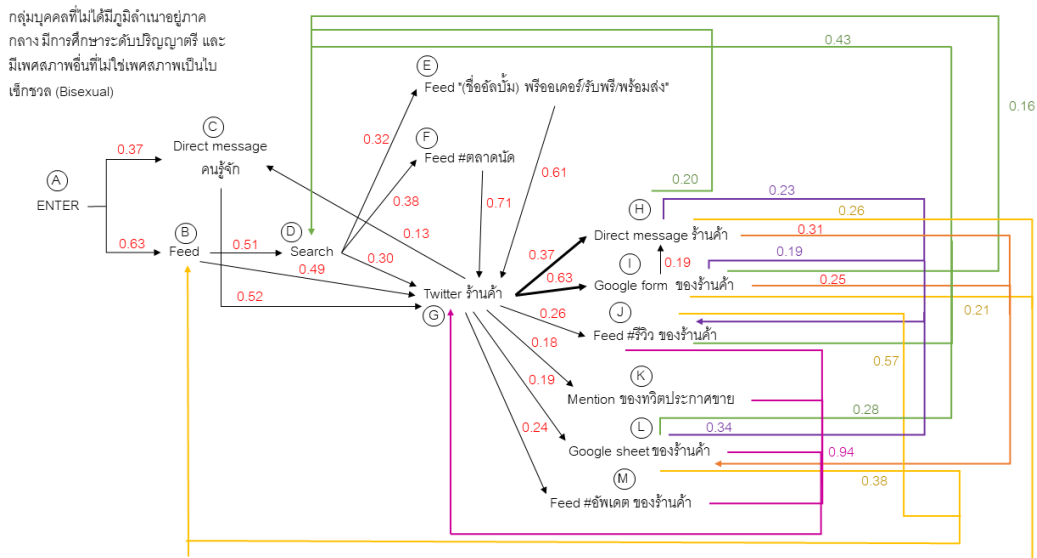 กลุ่มบุคคลที่ไม่ได้มีภูมิลำเนาอยู่ภาค
กลาง มีการศึกษาระดับปริญญาตรี และ
มีเพศสภาพอื่นที่ไม่ใช่เพศสภาพเป็นไบ
เซ็กชวล (Bisexual)
0.43
E
Feed "(ชื่ออัลบั้ม) พรีออเดอร์/รับพรี/พร้อมส่ง"
0.16
C
Direct message
คนรู้จัก
0.32
F
Feed #ตลาดนัด
0.37
0.61
A
ENTER
0.20
0.23
0.38
0.71
H
0.26
B
Feed
0.63
0.51
D
Search
0.13
Direct message ร้านค้า
0.31
0.37
0.49
0.30
I
0.19
0.19
0.63
Google form ของร้านค้า
0.25
Twitter ร้านค้า
G
0.52
0.26
J
0.21
Feed #รีวิว ของร้านค้า
0.18
0.57
0.19
K
Mention ของทวิตประกาศขาย
0.28
0.24
L
0.34
Google sheet ของร้านค้า
0.94
M
0.38
Feed #อัพเดต ของร้านค้า